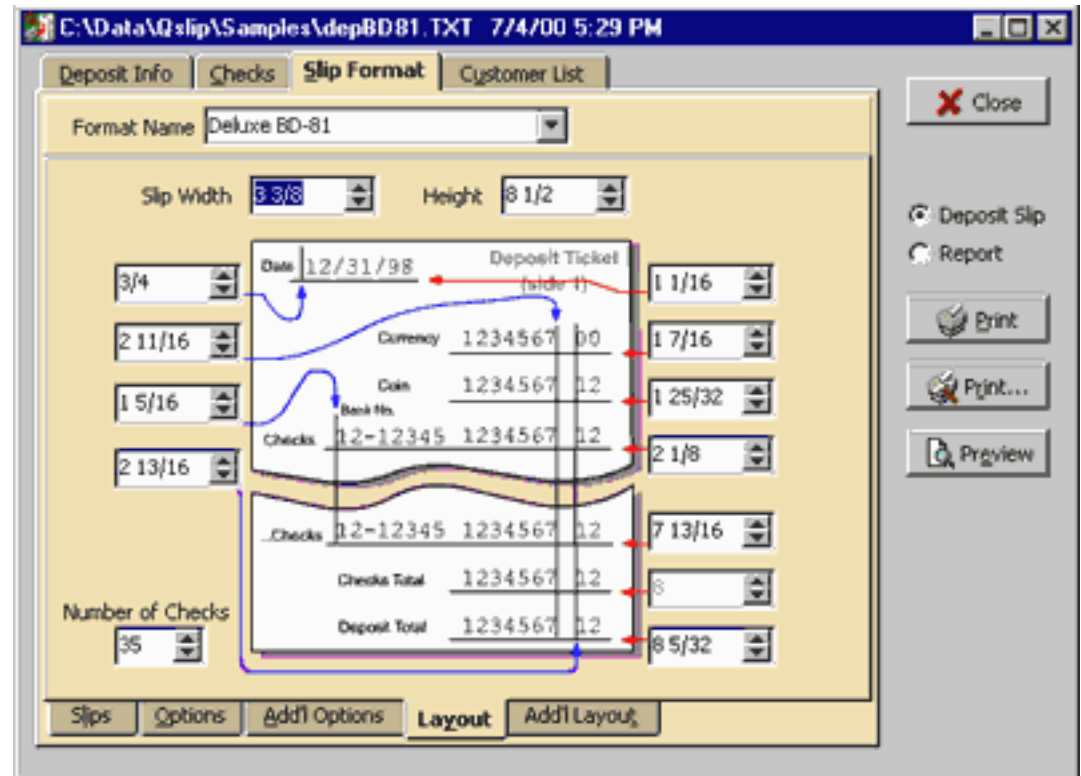 C:\Data\Qslip\Samples\depBD81.TXT 7/4/00 5:29 PM
Deposit Info Checks Slip Format Customer List
Close
Format Name Deluxe BD-81
Slip Width 3 3/8 Height 8 1/2
Deposit Slip
Report
Date 12/31/98 Deposit Ticket
(side 1)
3/4 1 1/16
2 11/16 Currency 1234567 00 1 7/16
Print
1 5/16 Coin 1234567 12 1 25/32
Print...
Bank No.
Checks 12-12345 1234567 12 2 1/8
2 13/16
Preview
...Checks 12-12345 1234567 12 7 13/16
Checks Total 1234567 12 8
Number of Checks
35 Deposit Total 1234567 12 8 5/32
Slips Options Add'l Options Layout Add'l Layout